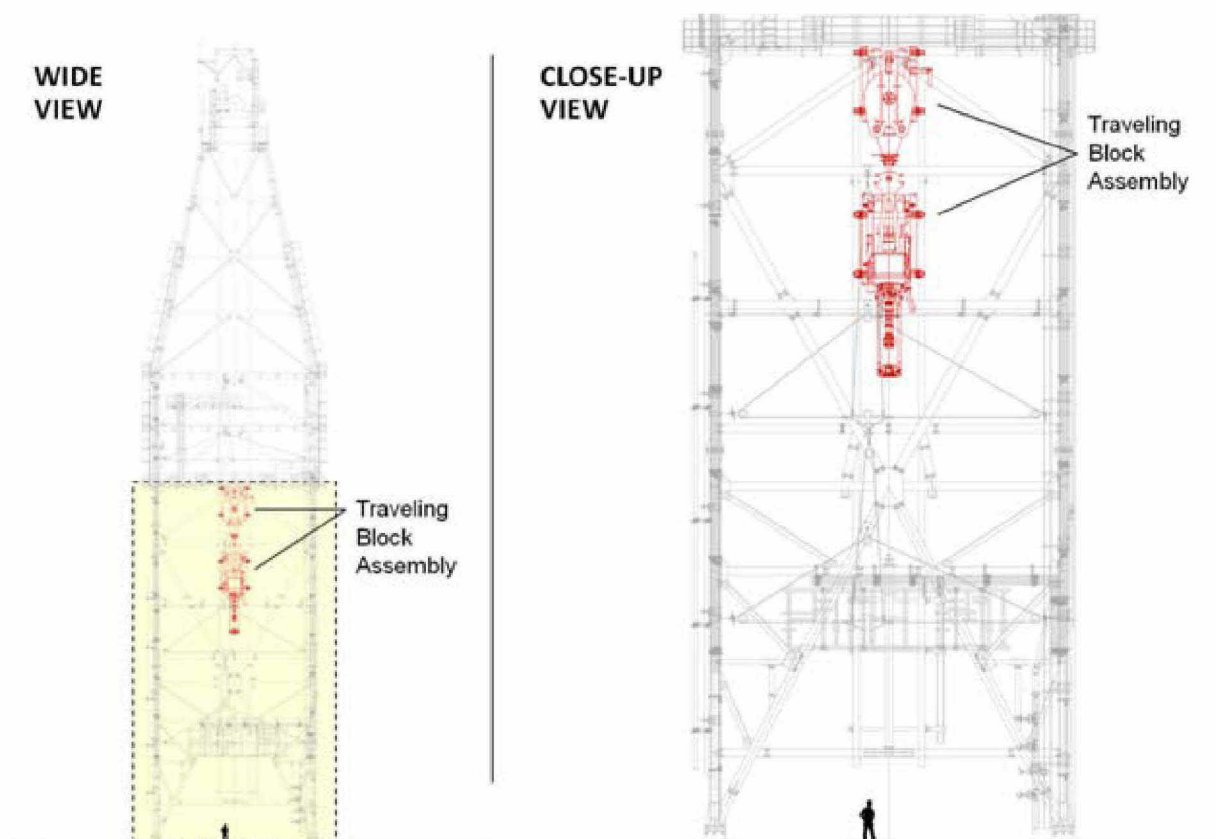 WIDE
VIEW
Traveling
Block
Assembly
CLOSE-UP
VIEW
Traveling
Block
Assembly